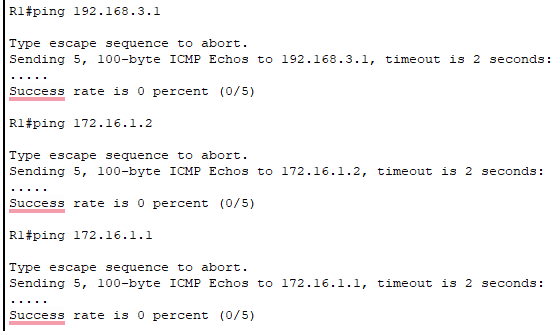 R1#ping 192.168.3.1
Type escape sequence to abort.
Sending 5, 100-byte ICMP Echos to 192.168.3.1, timeout is 2 seconds:
.....
Success rate is 0 percent (0/5)
R1#ping 172.16.1.2
Type escape sequence to abort.
Sending 5, 100-byte ICMP Echos to 172.16.1.2, timeout is 2 seconds:
.....
Success rate is 0 percent (0/5)
R1#ping 172.16.1.1
Type escape sequence to abort.
Sending 5, 100-byte ICMP Echos to 172.16.1.1, timeout is 2 seconds:
.....
Success rate is 0 percent (0/5)